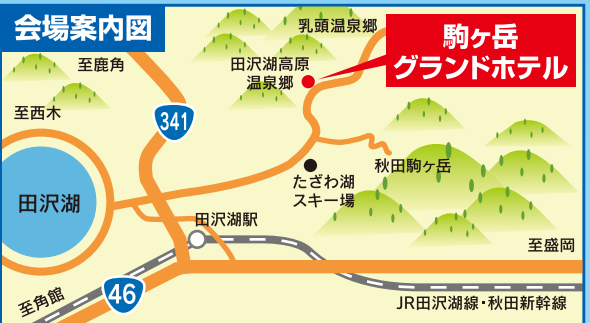 会場案内図
乳頭温泉郷
駒ヶ岳
グランドホテル
至鹿角
田沢湖高原
温泉郷
至西木
341
秋田駒ヶ岳
たざわ湖
スキー場
田沢湖
田沢湖駅
至盛岡
至角館
46
JR田沢湖線・秋田新幹線